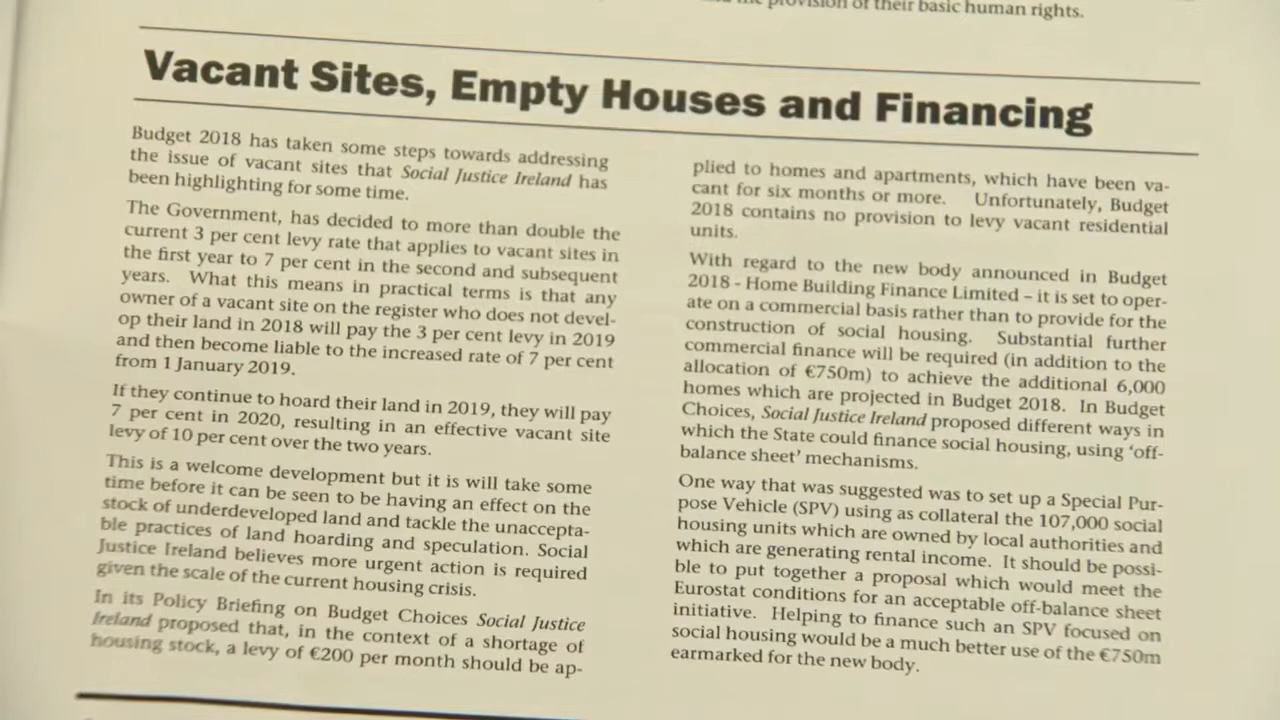 provision of their basic human rights.
Vacant Sites, Empty Houses and Financing
Budget 2018 has taken some steps towards addressing
the issue of vacant sites that Social Justice Ireland has
been highlighting for some time.
The Government, has decided to more than double the
current 3 per cent levy rate that applies to vacant sites in
the first year to 7 per cent in the second and subsequent
years. What this means in practical terms is that any
owner of a vacant site on the register who does not devel-
op their land in 2018 will pay the 3 per cent levy in 2019
and then become liable to the increased rate of 7 per cent
from 1 January 2019.
If they continue to hoard their land in 2019, they will pay
7 per cent in 2020, resulting in an effective vacant site
levy of 10 per cent over the two years.
This is a welcome development but it is will take some
time before it can be seen to be having an effect on the
stock of underdeveloped land and tackle the unaccepta-
ble practices of land hoarding and speculation. Social
Justice Ireland believes more urgent action is required
given the scale of the current housing crisis.
In its Policy Briefing on Budget Choices Social Justice
Ireland proposed that, in the context of a shortage of
housing stock, a levy of €200 per month should be ap-
plied to homes and apartments, which have been va-
cant for six months or more. Unfortunately, Budget
2018 contains no provision to levy vacant residential
units.
With regard to the new body announced in Budget
2018 - Home Building Finance Limited – it is set to oper-
ate on a commercial basis rather than to provide for the
construction of social housing. Substantial further
commercial finance will be required (in addition to the
allocation of €750m) to achieve the additional 6,000
homes which are projected in Budget 2018. In Budget
Choices, Social Justice Ireland proposed different ways in
which the State could finance social housing, using ‘off-
balance sheet’ mechanisms.
One way that was suggested was to set up a Special Pur-
pose Vehicle (SPV) using as collateral the 107,000 social
housing units which are owned by local authorities and
which are generating rental income. It should be possi-
ble to put together a proposal which would meet the
Eurostat conditions for an acceptable off-balance sheet
initiative. Helping to finance such an SPV focused on
social housing would be a much better use of the €750m
earmarked for the new body.